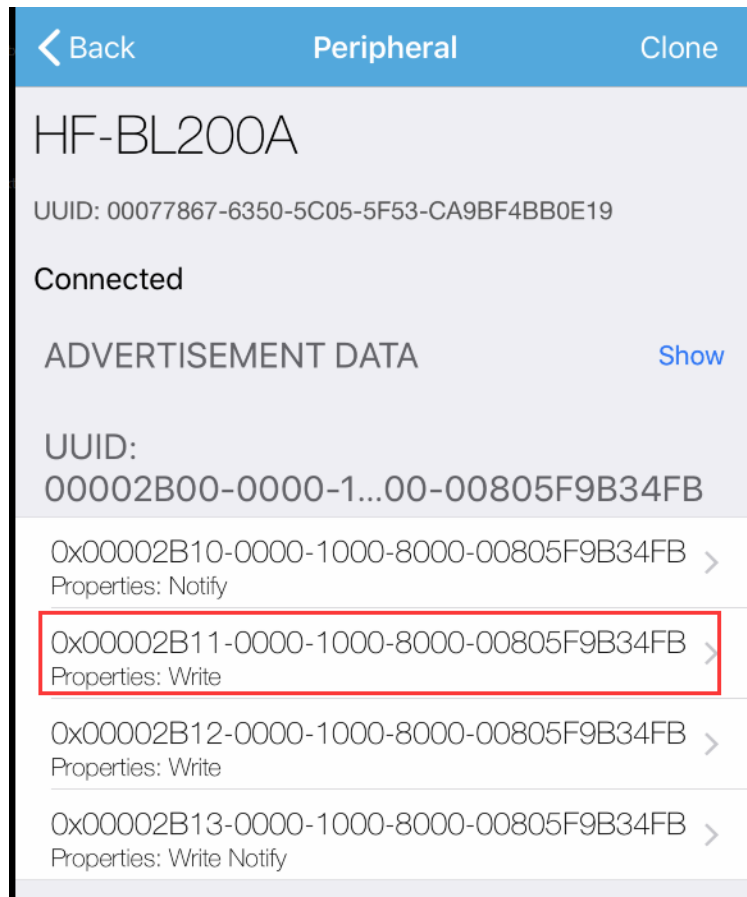 Back Peripheral Clone
HF-BL200A
UUID: 00077867-6350-5C05-5F53-CA9BF4BB0E19
Connected
ADVERTISEMENT DATA Show
UUID:
00002B00-0000-1...00-00805F9B34FB
0x00002B10-0000-1000-8000-00805F9B34FB
Properties: Notify
0x00002B11-0000-1000-8000-00805F9B34FB
Properties: Write
0x00002B12-0000-1000-8000-00805F9B34FB
Properties: Write
0x00002B13-0000-1000-8000-00805F9B34FB
Properties: Write Notify